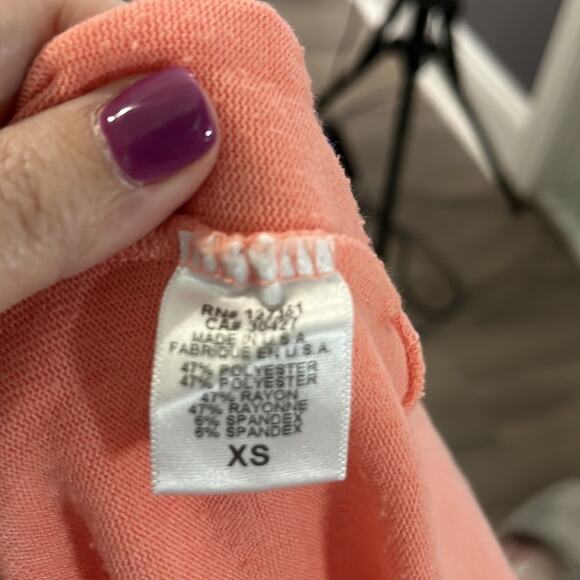 RN# 127361
CA# 30427
MADE IN U.S.A
FABRIQUE EN U.S.A.
47% POLYESTER
47% POLYESTER
47% RAYON
47% RAYONNE
6% SPANDEX
6% SPANDEX
XS